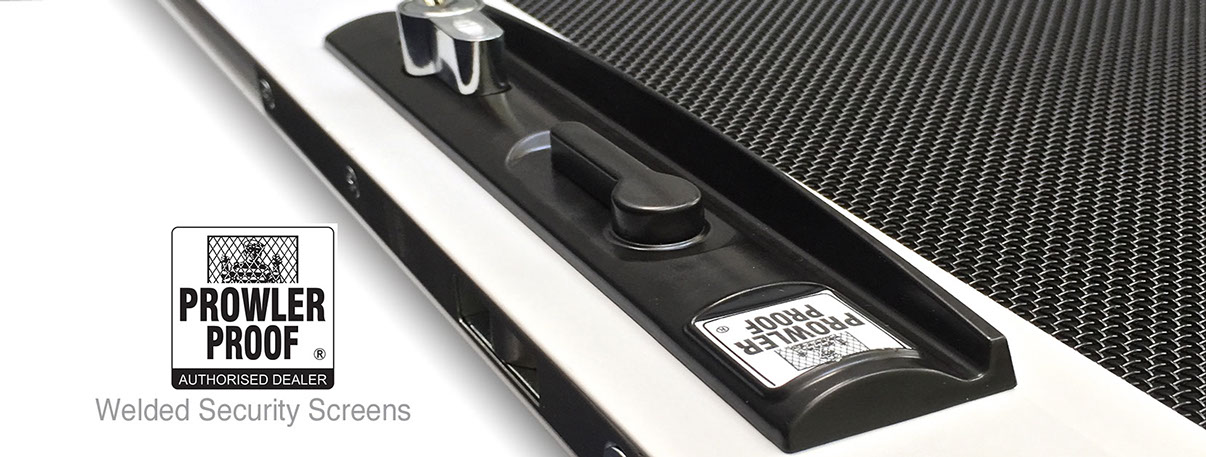 PROWLER
PROOF
®
AUTHORISED DEALER
Welded Security Screens
PROWLER
PROOF
®